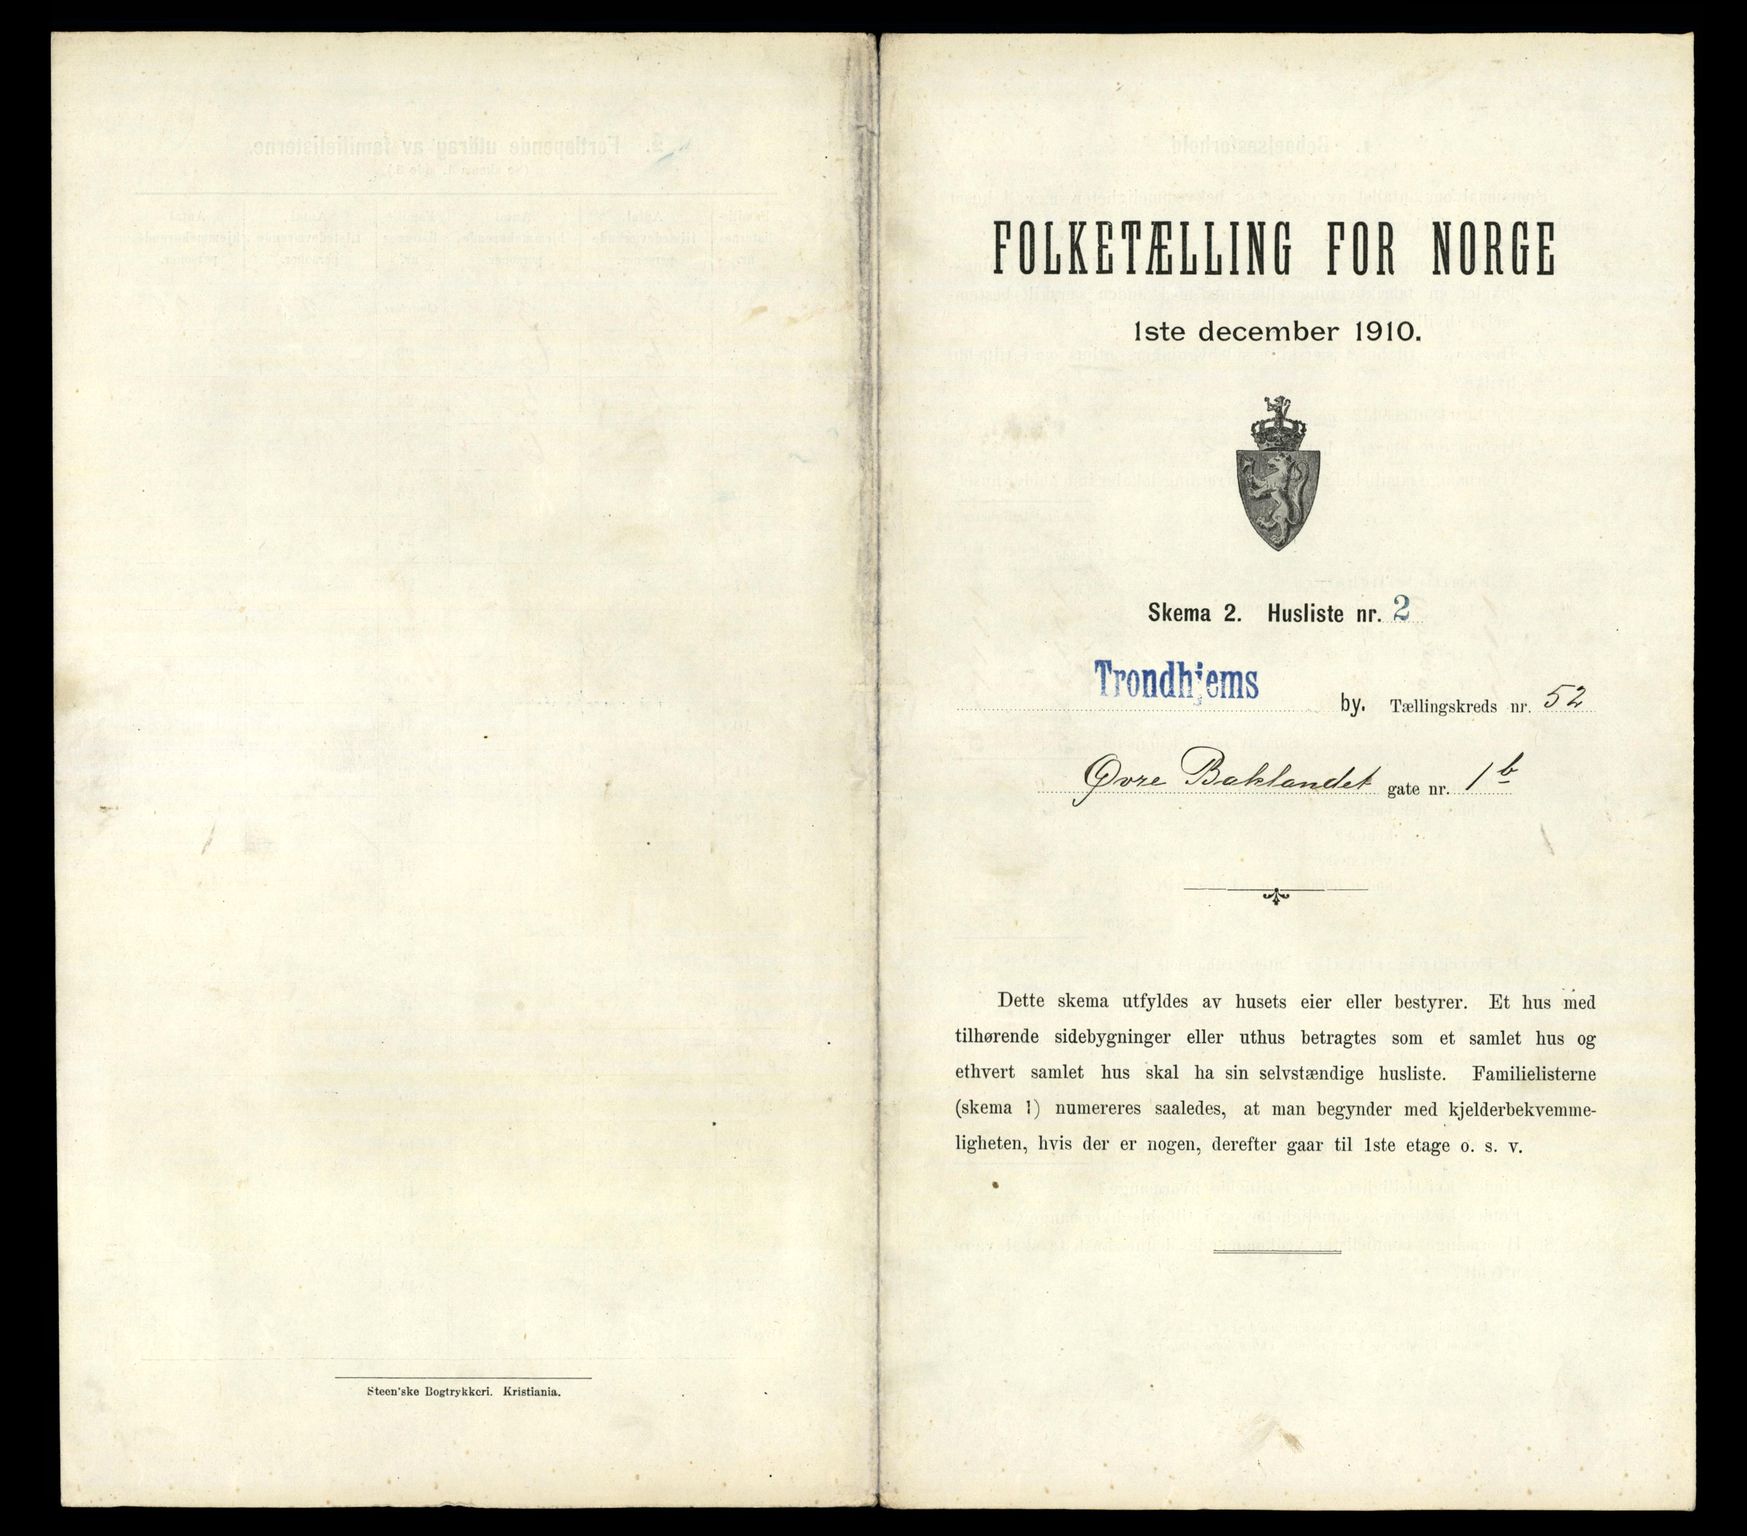 FOLKETÆLLING FOR NORGE
1ste december 1910.
Skema 2. Husliste nr. 2
Trondhjems by. Tællingskreds nr. 52
Øvre Baklandet gate nr. 1b
Dette skema utfyldes av husets eier eller bestyrer. Et hus med
tilhørende sidebygninger eller uthus betragtes som et samlet hus og
ethvert samlet hus skal ha sin selvstændige husliste. Familielisterne
(skema 1) numereres saaledes, at man begynder med kjelderbekvemme-
ligheten, hvis der er nogen, derefter gaar til 1ste etage o. s. v.
Steen'ske Bogtrykkeri. Kristiania.